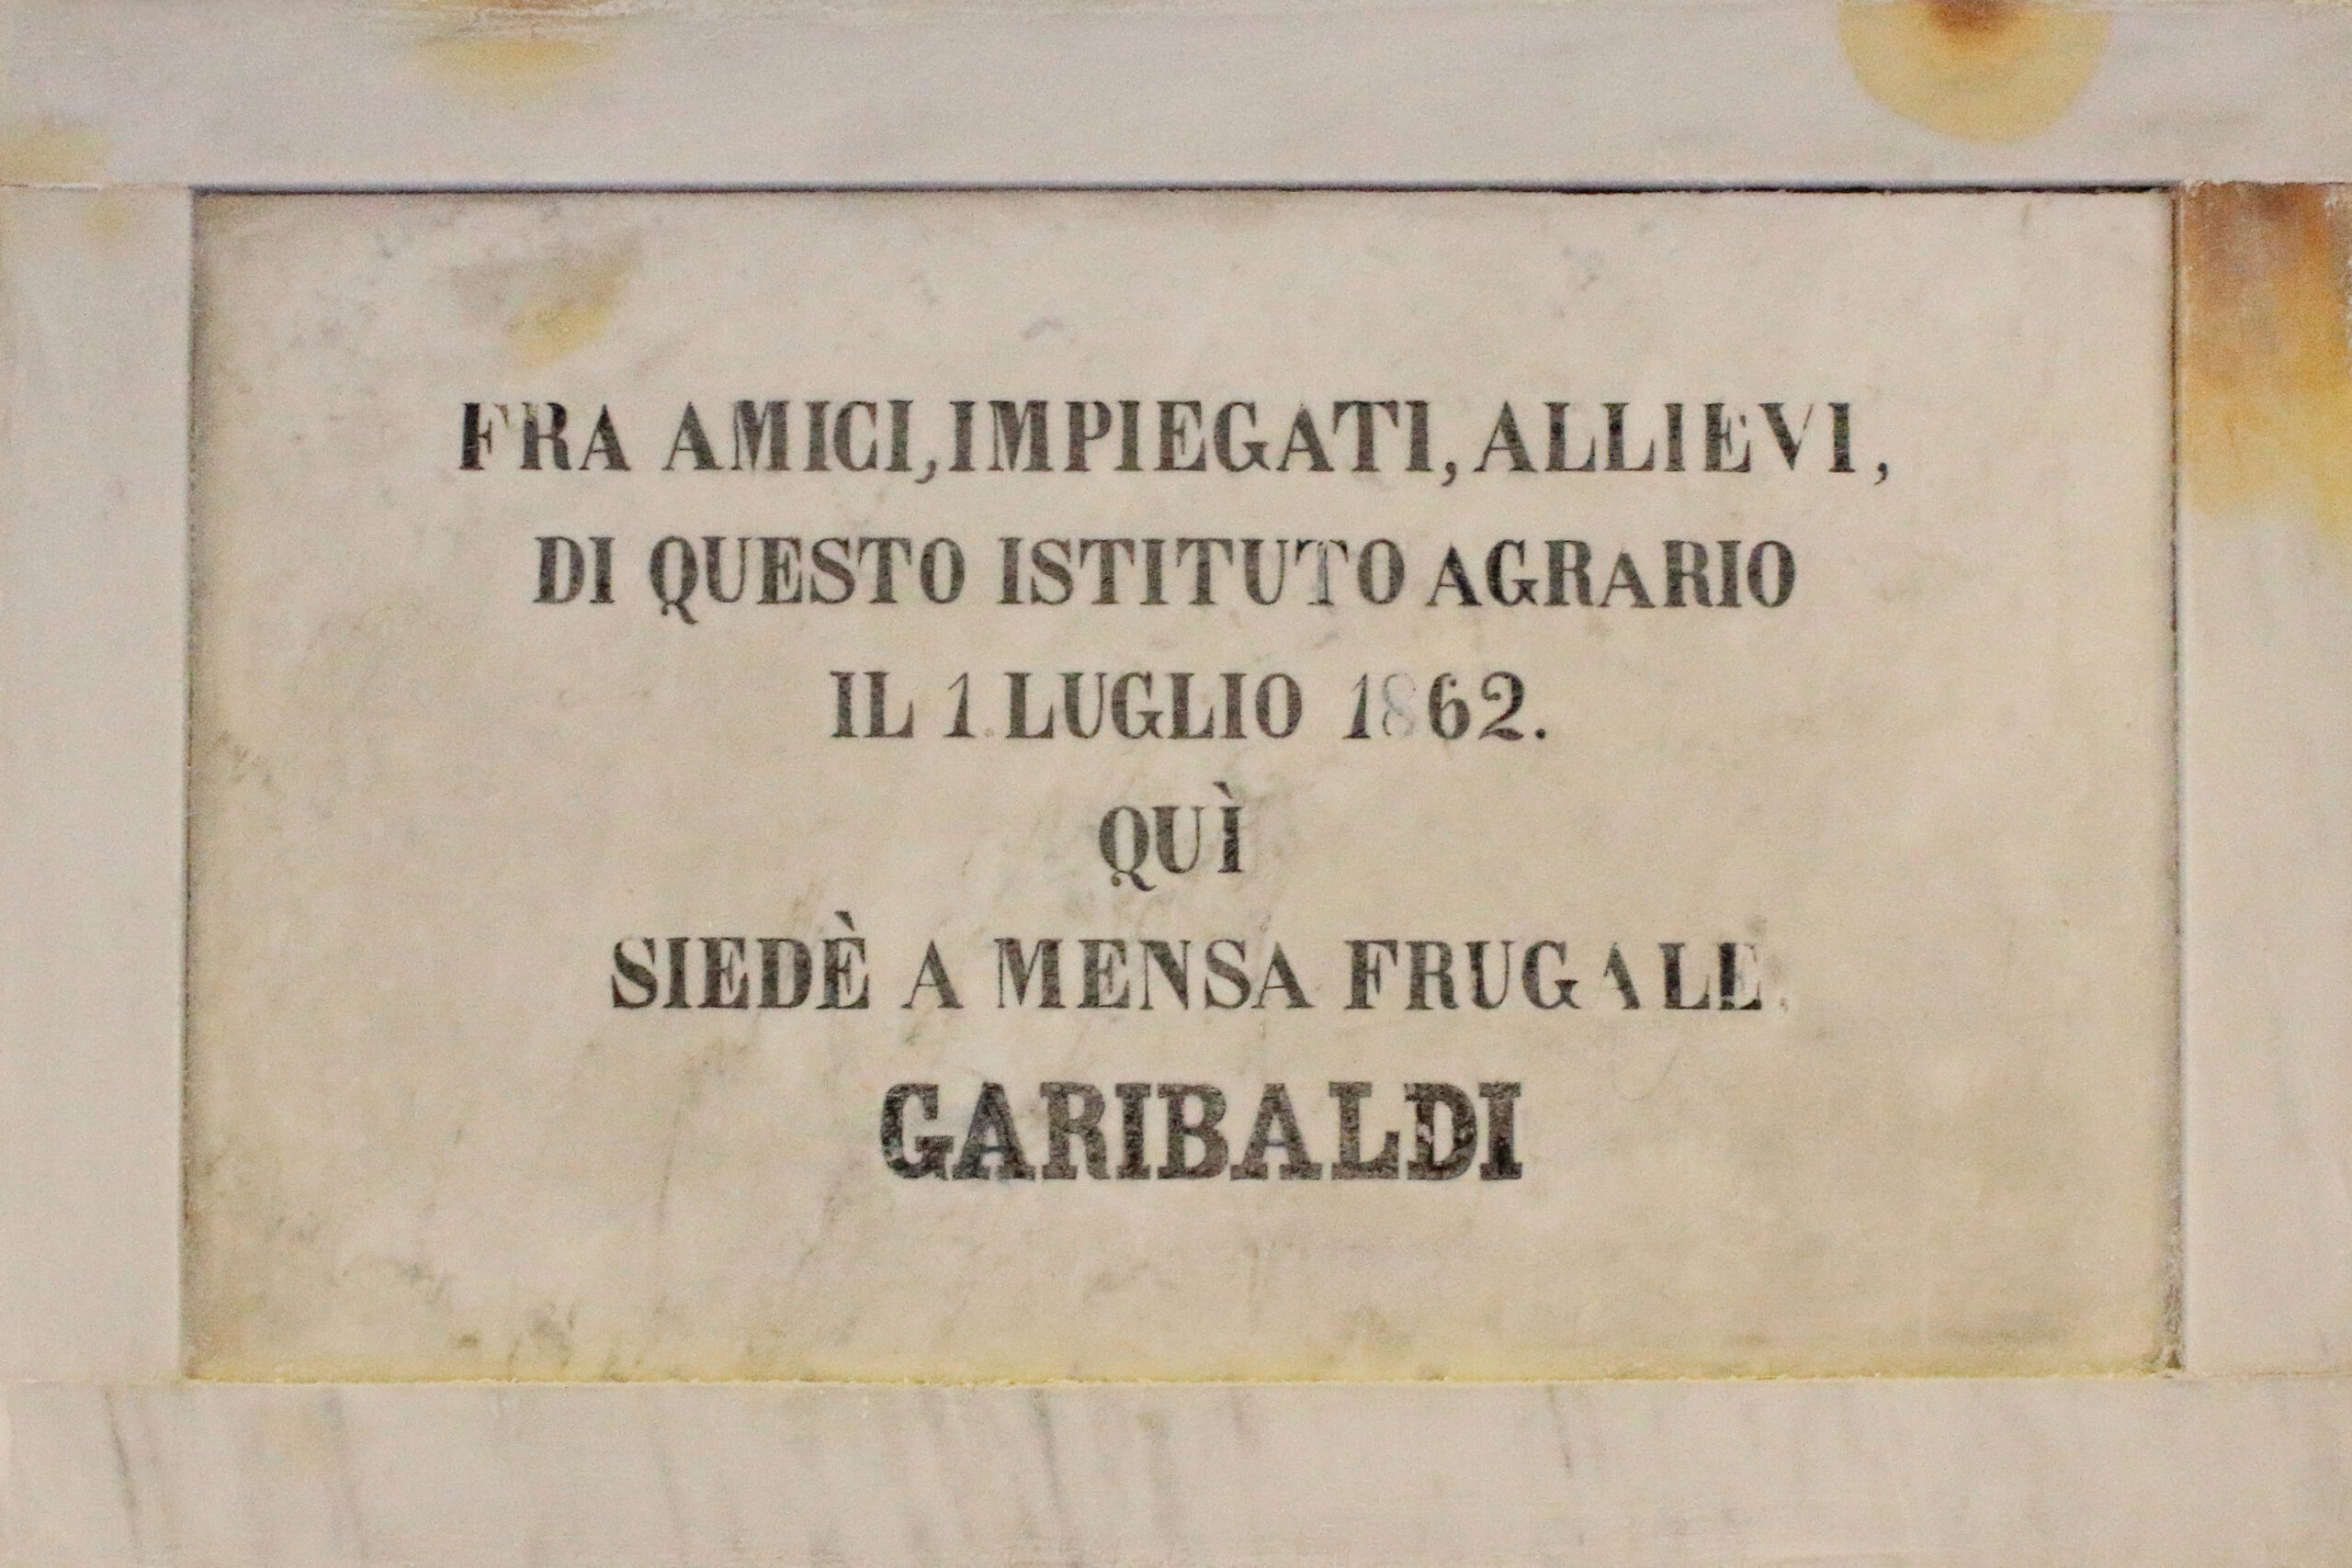 FRA AMICI, IMPIEGATI, ALLIEVI,
DI QUESTO ISTITUTO AGRARIO
IL 1. LUGLIO 1862.
QUÌ
SIEDÈ A MENSA FRUGALE.
GARIBALDI